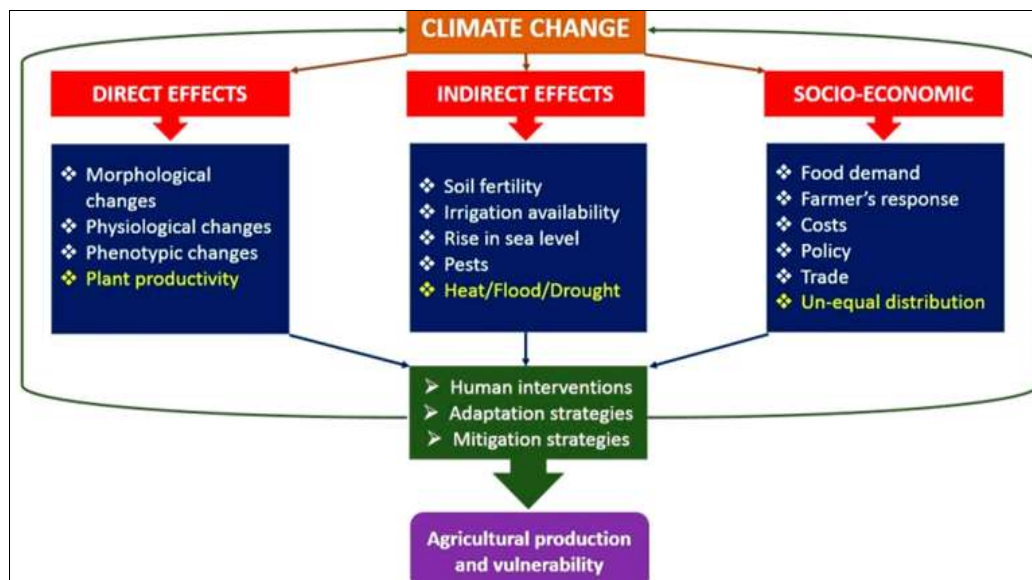 CLIMATE CHANGE
DIRECT EFFECTS
❖ Morphological
changes
❖ Physiological changes
❖ Phenotypic changes
❖ Plant productivity
INDIRECT EFFECTS
❖ Soil fertility
❖ Irrigation availability
❖ Rise in sea level
❖ Pests
❖ Heat/Flood/Drought
SOCIO-ECONOMIC
❖ Food demand
❖ Farmer's response
❖ Costs
❖ Policy
❖ Trade
❖ Un-equal distribution
➢ Human interventions
➢ Adaptation strategies
➢ Mitigation strategies
Agricultural production
and vulnerability